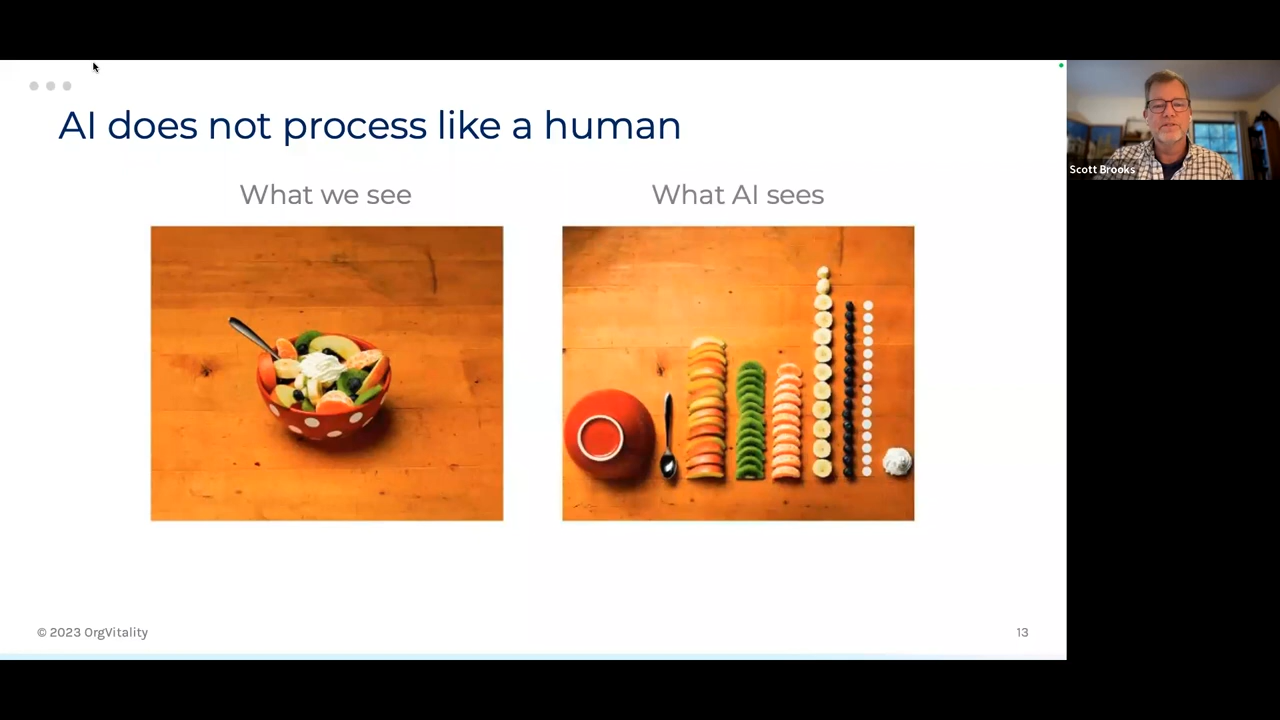 AI does not process like a human
What we see
What AI sees
Scott Brooks
© 2023 OrgVitality
13